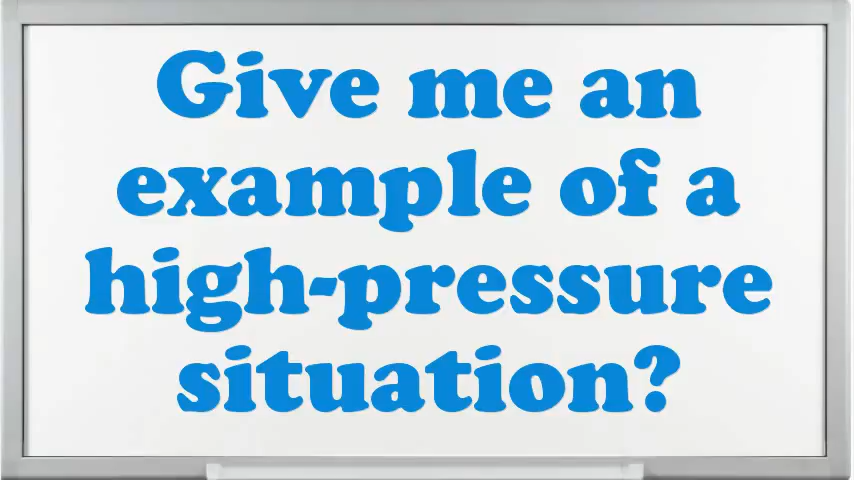 Give me an
example of a
high-pressure
situation?